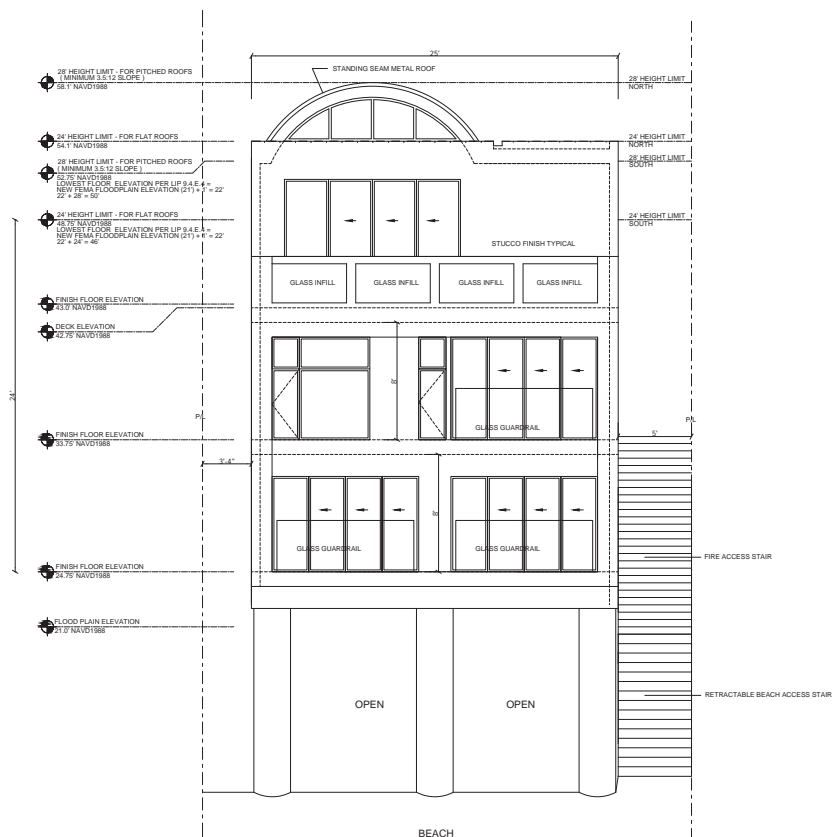 25'
STANDING SEAM METAL ROOF
28' HEIGHT LIMIT - FOR PITCHED ROOFS
( MINIMUM 3.5:12 SLOPE )
58.1' NAVD1988
28' HEIGHT LIMIT
NORTH
24' HEIGHT LIMIT - FOR FLAT ROOFS
54.1' NAVD1988
24' HEIGHT LIMIT
NORTH
28' HEIGHT LIMIT - FOR PITCHED ROOFS
( MINIMUM 3.5:12 SLOPE )
52.75' NAVD1988
LOWEST FLOOR ELEVATION PER LIP 9.4.E.4 =
NEW FEMA FLOODPLAIN ELEVATION (21') + 1' = 22'
22' + 28' = 50'
28' HEIGHT LIMIT
SOUTH
24' HEIGHT LIMIT - FOR FLAT ROOFS
48.75' NAVD1988
LOWEST FLOOR ELEVATION PER LIP 9.4.E.4 =
NEW FEMA FLOODPLAIN ELEVATION (21') + 1' = 22'
22' + 24' = 46'
24' HEIGHT LIMIT
SOUTH
STUCCO FINISH TYPICAL
GLASS INFILL
GLASS INFILL
GLASS INFILL
GLASS INFILL
FINISH FLOOR ELEVATION
43.0' NAVD1988
DECK ELEVATION
42.75' NAVD1988
8'
24'
P/L
P/L
GLASS GUARDRAIL
FINISH FLOOR ELEVATION
33.75' NAVD1988
5'
3'-4"
8'
GLASS GUARDRAIL
GLASS GUARDRAIL
FIRE ACCESS STAIR
FINISH FLOOR ELEVATION
24.75' NAVD1988
FLOOD PLAIN ELEVATION
21.0' NAVD1988
OPEN
OPEN
RETRACTABLE BEACH ACCESS STAIR
BEACH